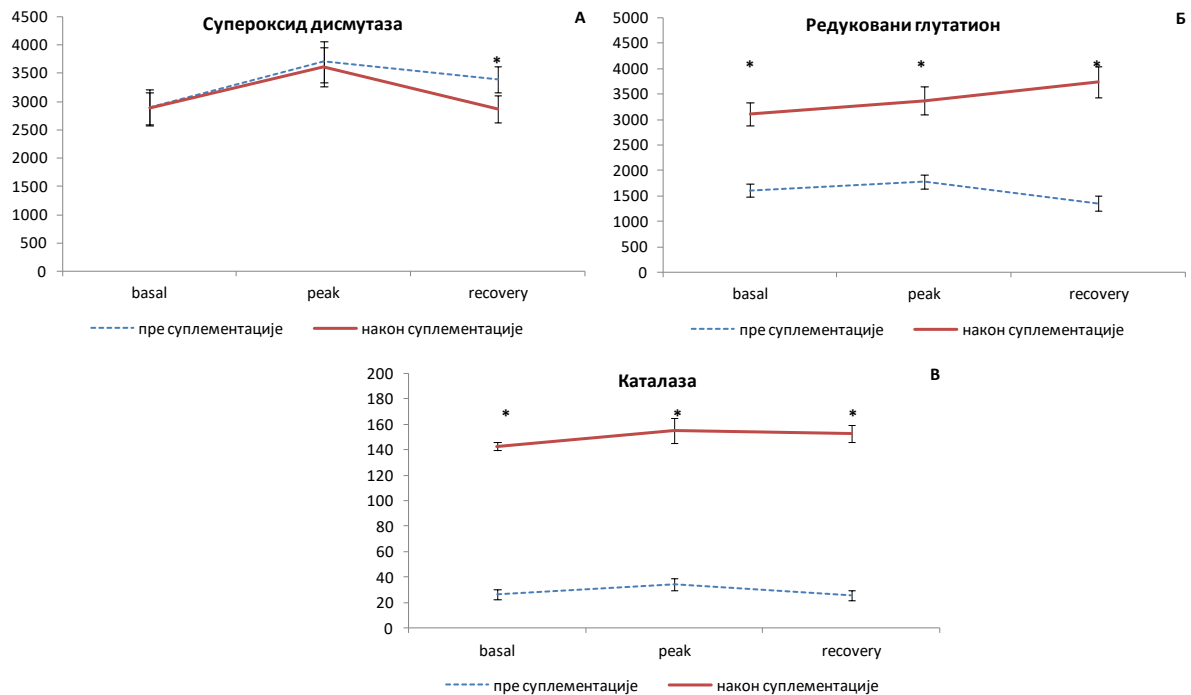 Супероксид дисмутаза
А
4500
4000
3500
3000
2500
2000
1500
1000
500
0
*
basal peak recovery
пре суплементације након суплементације
Редуковани глутатион
Б
5000
4500
4000
3500
3000
2500
2000
1500
1000
500
0
* * *
basal peak recovery
пре суплементације након суплементације
Каталаза
В
200
180
160
140
120
100
80
60
40
20
0
* * *
basal peak recovery
пре суплементације након суплементације